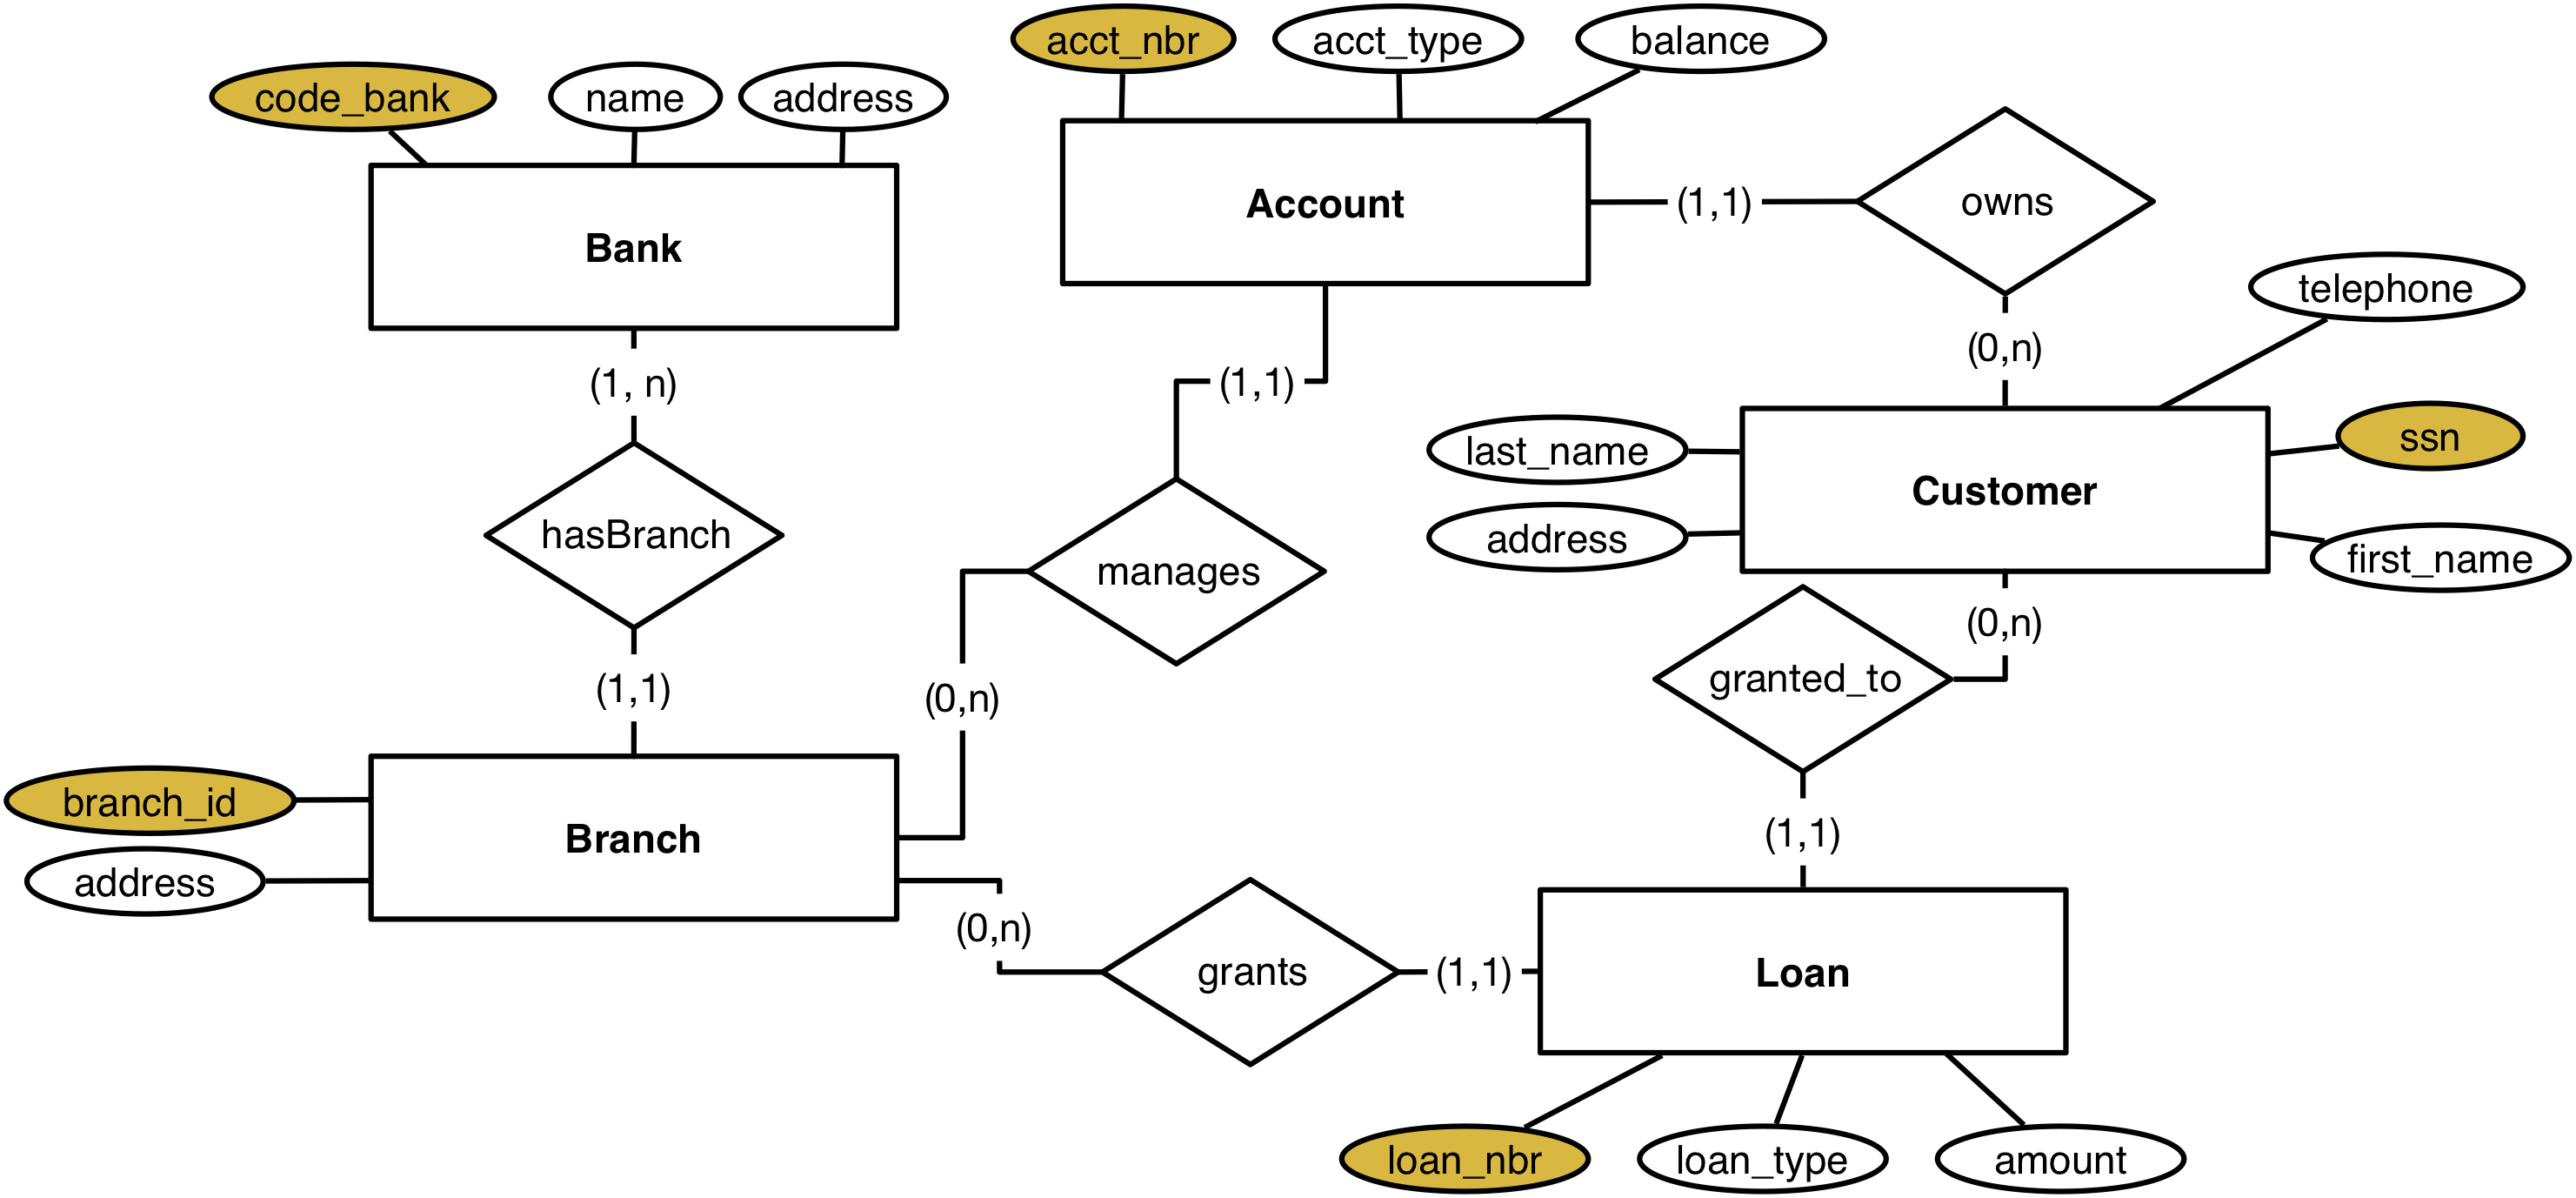 acct_nbr
acct_type
balance
code_bank
name
address
Account
(1,1)
owns
Bank
telephone
(0,n)
(1, n)
(1,1)
last_name
ssn
Customer
address
first_name
hasBranch
manages
(0,n)
granted_to
(1,1)
(0,n)
branch_id
Branch
address
(1,1)
(0,n)
grants
(1,1)
Loan
loan_nbr
loan_type
amount